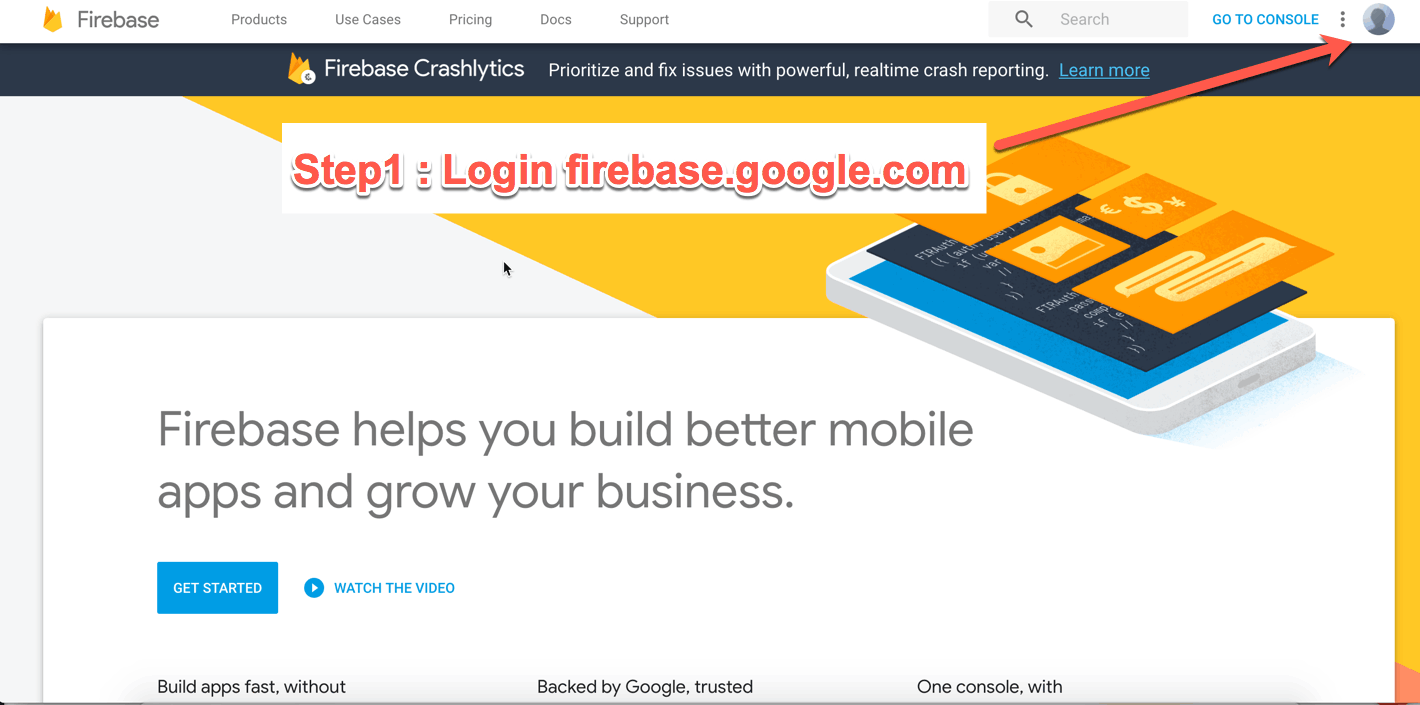 Firebase
Products
Use Cases
Pricing
Docs
Support
Search
GO TO CONSOLE
Firebase Crashlytics
Prioritize and fix issues with powerful, realtime crash reporting. Learn more
Step1 : Login firebase.google.com
Firebase helps you build better mobile
apps and grow your business.
GET STARTED
WATCH THE VIDEO
Build apps fast, without
Backed by Google, trusted
One console, with